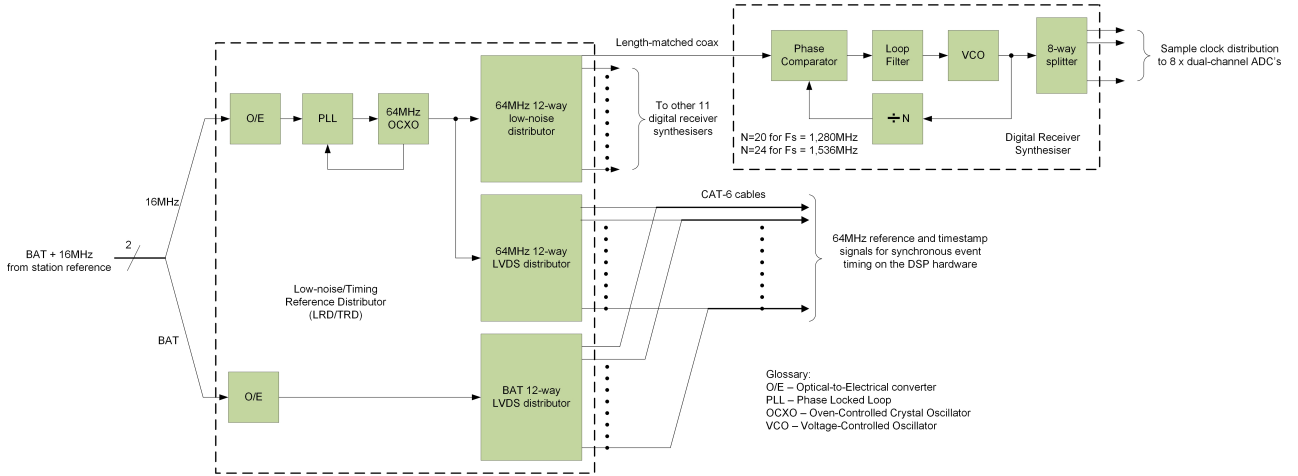 Length-matched coax
Phase
Comparator
Loop
Filter
VCO
8-way
splitter
Sample clock distribution
to 8 x dual-channel ADC's
O/E
PLL
64MHz
OCXO
64MHz 12-way
low-noise
distributor
To other 11
digital receiver
synthesisers
÷N
N=20 for Fs = 1,280MHz
N=24 for Fs = 1,536MHz
Digital Receiver
Synthesiser
16MHz
CAT-6 cables
2
BAT + 16MHz
from station reference
64MHz 12-way
LVDS distributor
64MHz reference and timestamp
signals for synchronous event
timing on the DSP hardware
Low-noise/Timing
Reference Distributor
(LRD/TRD)
BAT
O/E
BAT 12-way
LVDS distributor
Glossary:
O/E – Optical-to-Electrical converter
PLL – Phase Locked Loop
OCXO – Oven-Controlled Crystal Oscillator
VCO – Voltage-Controlled Oscillator